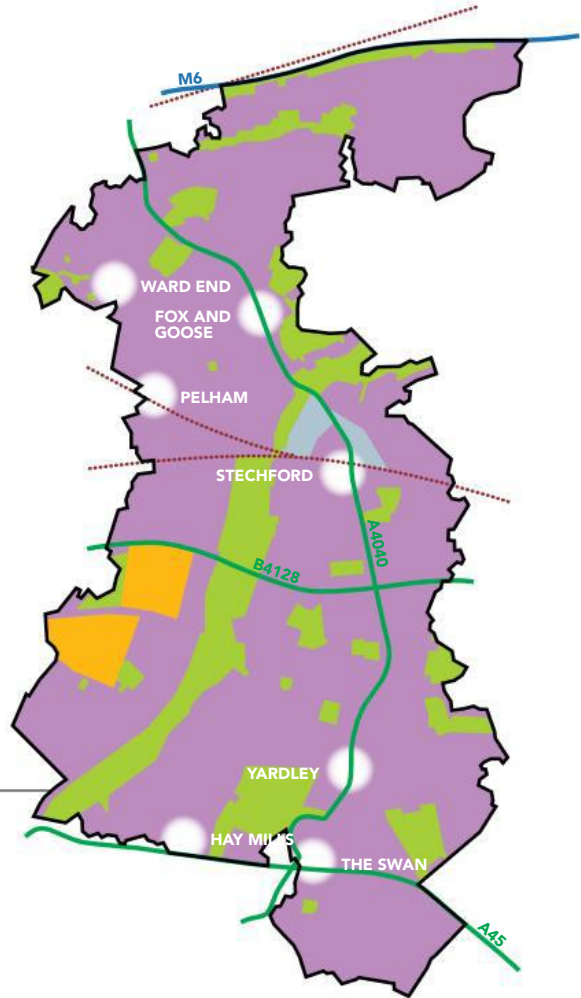 M6
WARD END
FOX AND
GOOSE
PELHAM
STECHFORD
A4040
B4128
YARDLEY
HAY MILLS
THE SWAN
A45